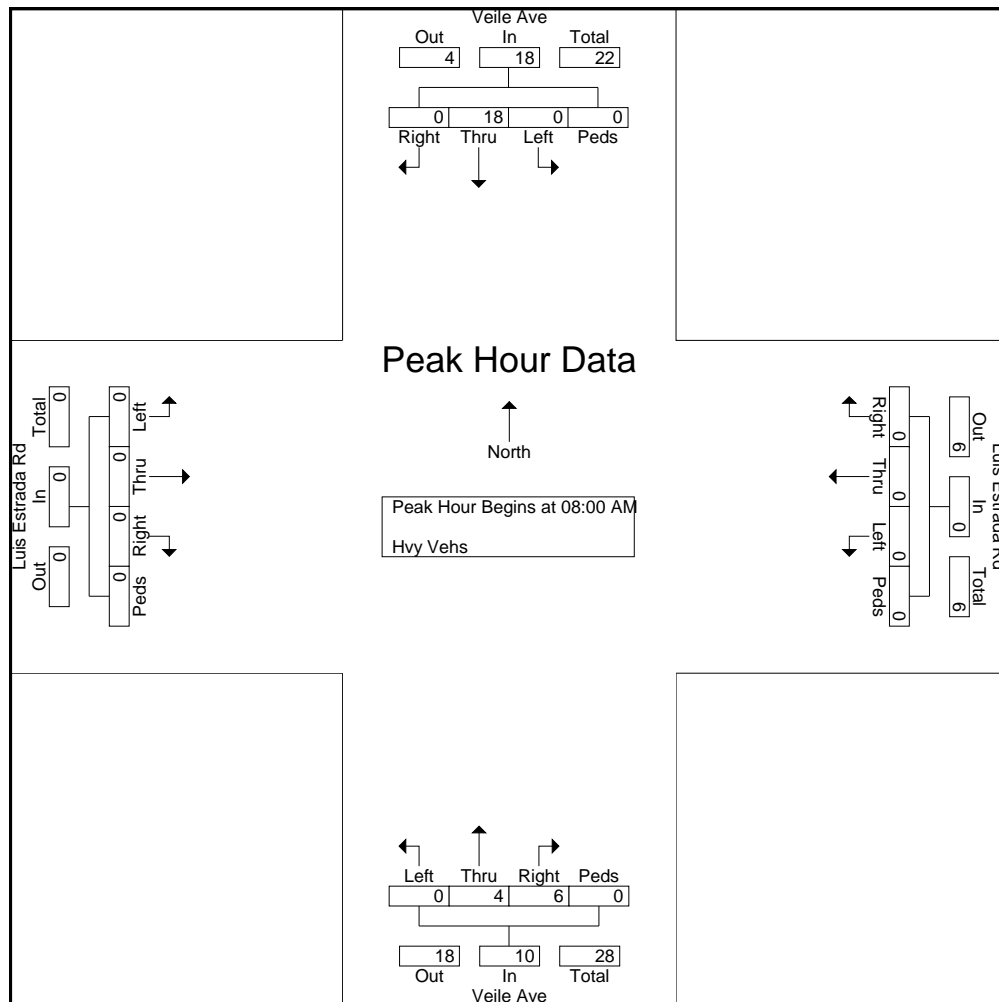 Veile Ave
Out In Total
4 18 22
0 18 0 0
Right Thru Left Peds
Peak Hour Data
North
Peak Hour Begins at 08:00 AM
Hvy Vehs
Luis Estrada Rd
Total In Out
0 0 0
0 0 0 0
Left Thru Right Peds
Right Thru Left Peds
0 0 0 0
Out In Total
6 0 6
Luis Estrada Rd
Left Thru Right Peds
0 4 6 0
18 10 28
Out In Total
Veile Ave